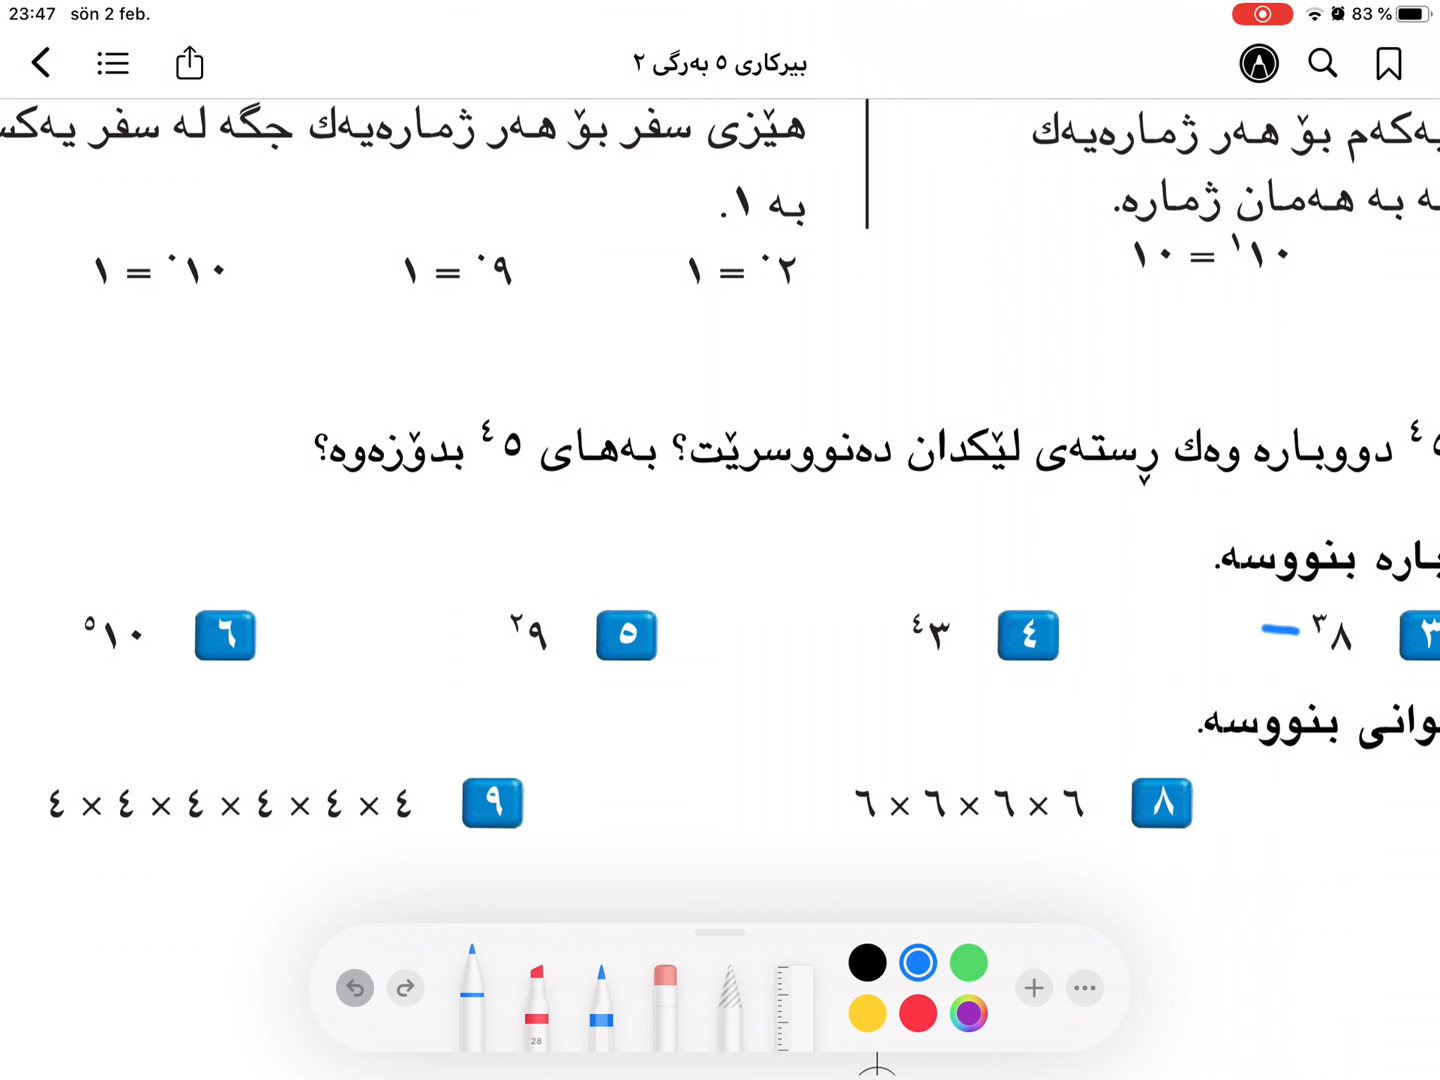 23:47 sön 2 feb. 83 %
بیرکاری ٥ بەرگی ٢
یەکەم بۆ هەر ژمارەیەك
بە هەمان ژمارە.
١٠¹ = ١٠
هێزی سفر بۆ هەر ژمارەیەك جگە لە سفر
بە ١.
٢⁰ = ١ ٩⁰ = ١ ١٠⁰ = ١
٥⁴ دووبارە وەك ڕستەی لێکدان دەنووسرێت؟ بەهای ٥⁴ بدۆزەوە؟
بنووسە.
٣ ٨³ ٤ ٣⁴ ٥ ٩² ٦ ١٠⁵
بنووسە.
٨ ٦ × ٦ × ٦ × ٦ ٩ ٤ × ٤ × ٤ × ٤ × ٤ × ٤
28